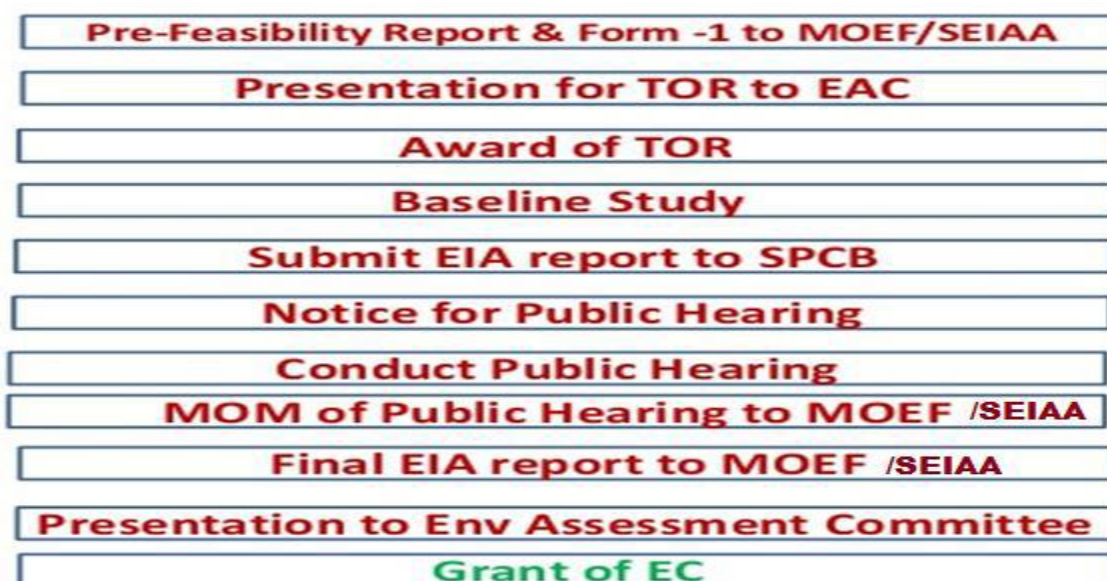 Pre-Feasibility Report & Form -1 to MOEF/SEIAA
Presentation for TOR to EAC
Award of TOR
Baseline Study
Submit EIA report to SPCB
Notice for Public Hearing
Conduct Public Hearing
MOM of Public Hearing to MOEF /SEIAA
Final EIA report to MOEF /SEIAA
Presentation to Env Assessment Committee
Grant of EC